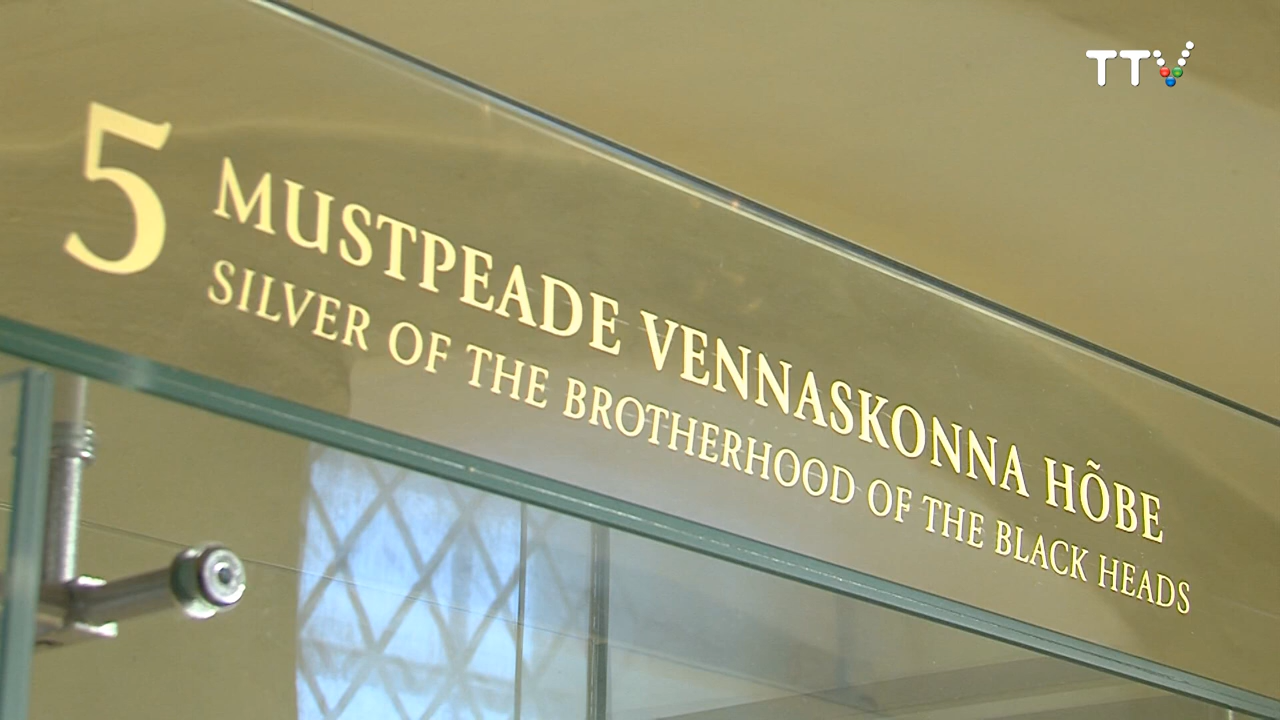 TTV
5 MUSTPEADE VENNASKONNA HÕBE
SILVER OF THE BROTHERHOOD OF THE BLACK HEADS